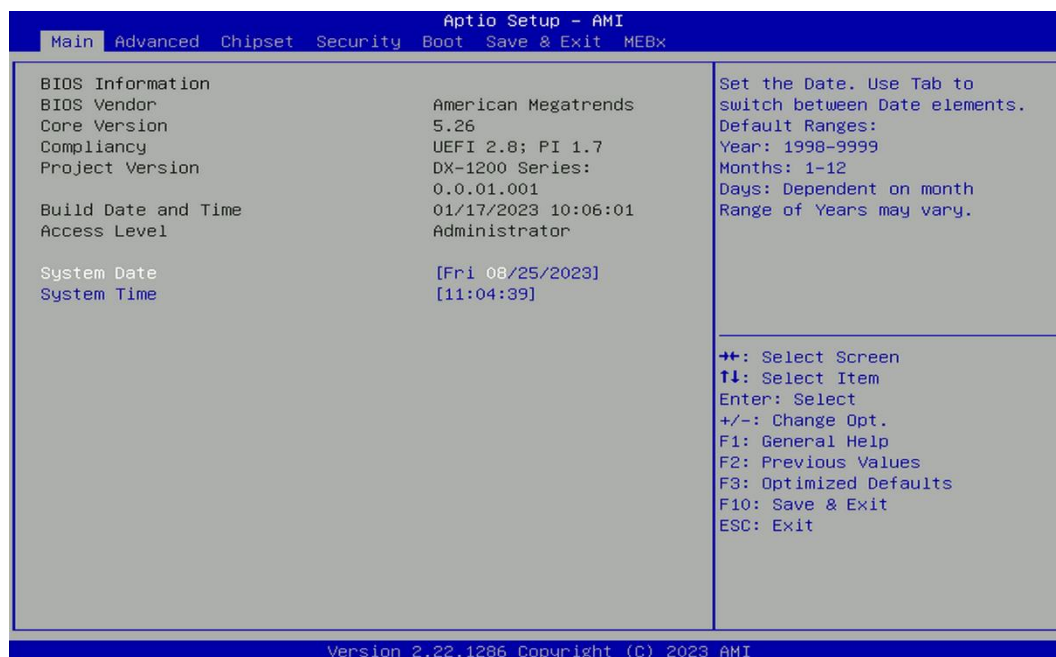 Aptio Setup – AMI
Main Advanced Chipset Security Boot Save & Exit MEBx
BIOS Information
BIOS Vendor American Megatrends
Core Version 5.26
Compliancy UEFI 2.8; PI 1.7
Project Version DX-1200 Series:
0.0.01.001
Build Date and Time 01/17/2023 10:06:01
Access Level Administrator
System Date [Fri 08/25/2023]
System Time [11:04:39]
Set the Date. Use Tab to
switch between Date elements.
Default Ranges:
Year: 1998-9999
Months: 1-12
Days: Dependent on month
Range of Years may vary.
→←: Select Screen
↑↓: Select Item
Enter: Select
+/-: Change Opt.
F1: General Help
F2: Previous Values
F3: Optimized Defaults
F10: Save & Exit
ESC: Exit
Version 2.22.1286 Copyright (C) 2023 AMI